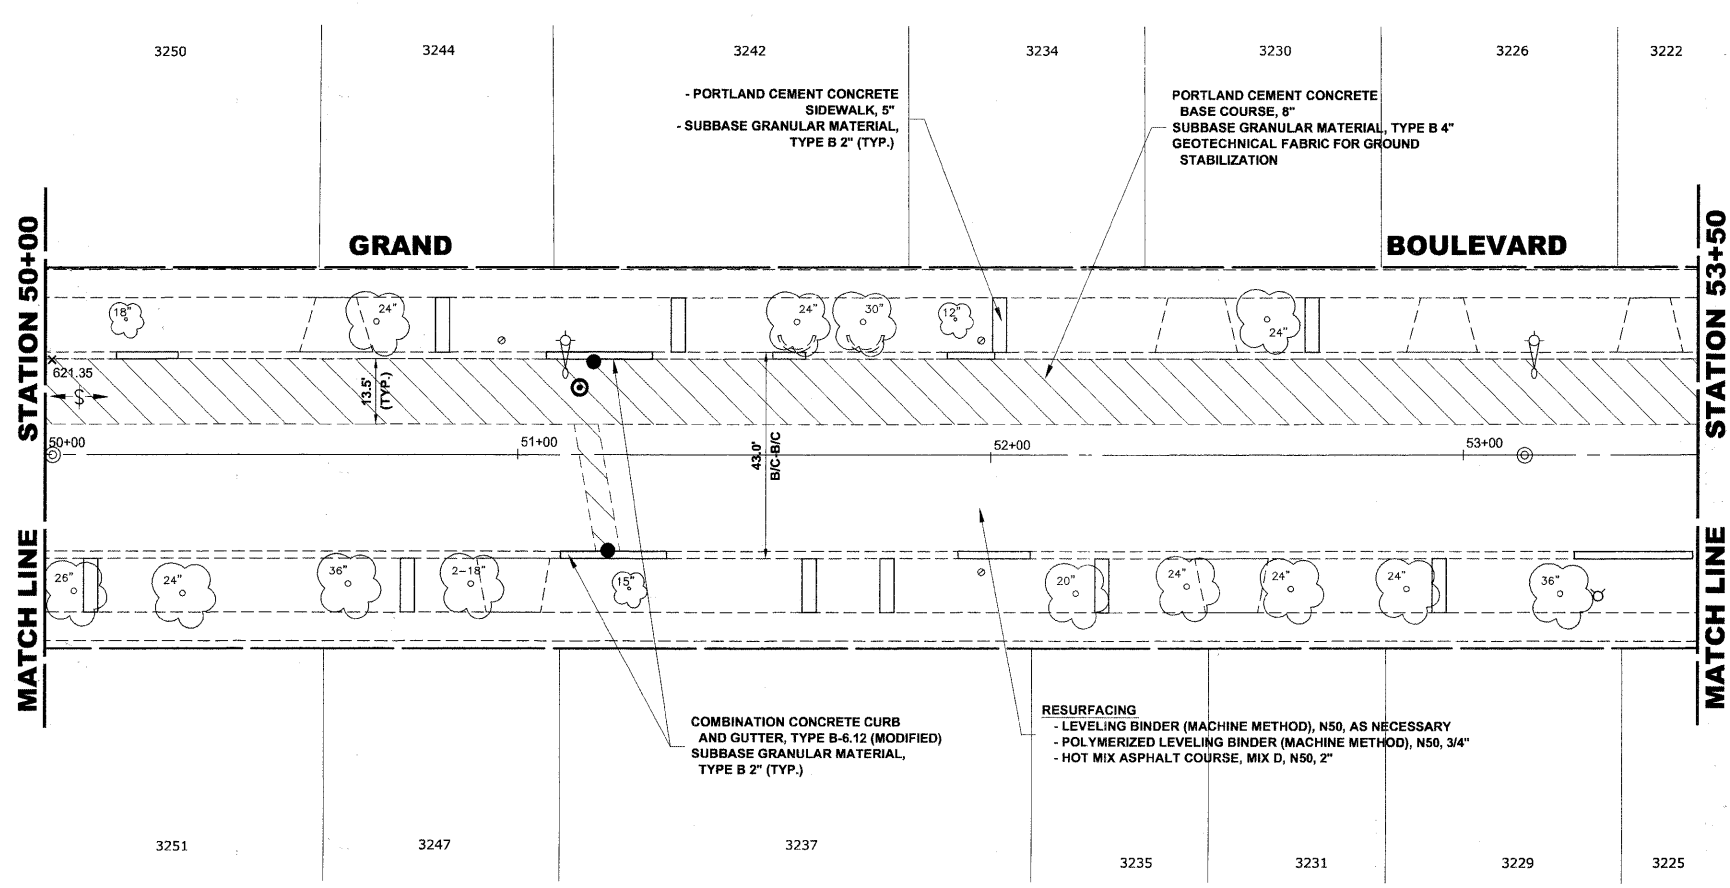 3250
3244
3242
3234
3230
3226
3222
- PORTLAND CEMENT CONCRETE
SIDEWALK, 5"
- SUBBASE GRANULAR MATERIAL,
TYPE B 2" (TYP.)
PORTLAND CEMENT CONCRETE
BASE COURSE, 8"
SUBBASE GRANULAR MATERIAL, TYPE B 4"
GEOTECHNICAL FABRIC FOR GROUND
STABILIZATION
GRAND
BOULEVARD
MATCH LINE STATION 50+00
MATCH LINE STATION 53+50
18"
24"
24"
30"
12"
24"
621.35
S
13.5'
(TYP.)
50+00
51+00
52+00
53+00
43.0'
B/C-B/C
26"
24"
36"
2-18"
15"
20"
24"
24"
24"
36"
COMBINATION CONCRETE CURB
AND GUTTER, TYPE B-6.12 (MODIFIED)
SUBBASE GRANULAR MATERIAL,
TYPE B 2" (TYP.)
RESURFACING
- LEVELING BINDER (MACHINE METHOD), N50, AS NECESSARY
- POLYMERIZED LEVELING BINDER (MACHINE METHOD), N50, 3/4"
- HOT MIX ASPHALT COURSE, MIX D, N50, 2"
3251
3247
3237
3235
3231
3229
3225